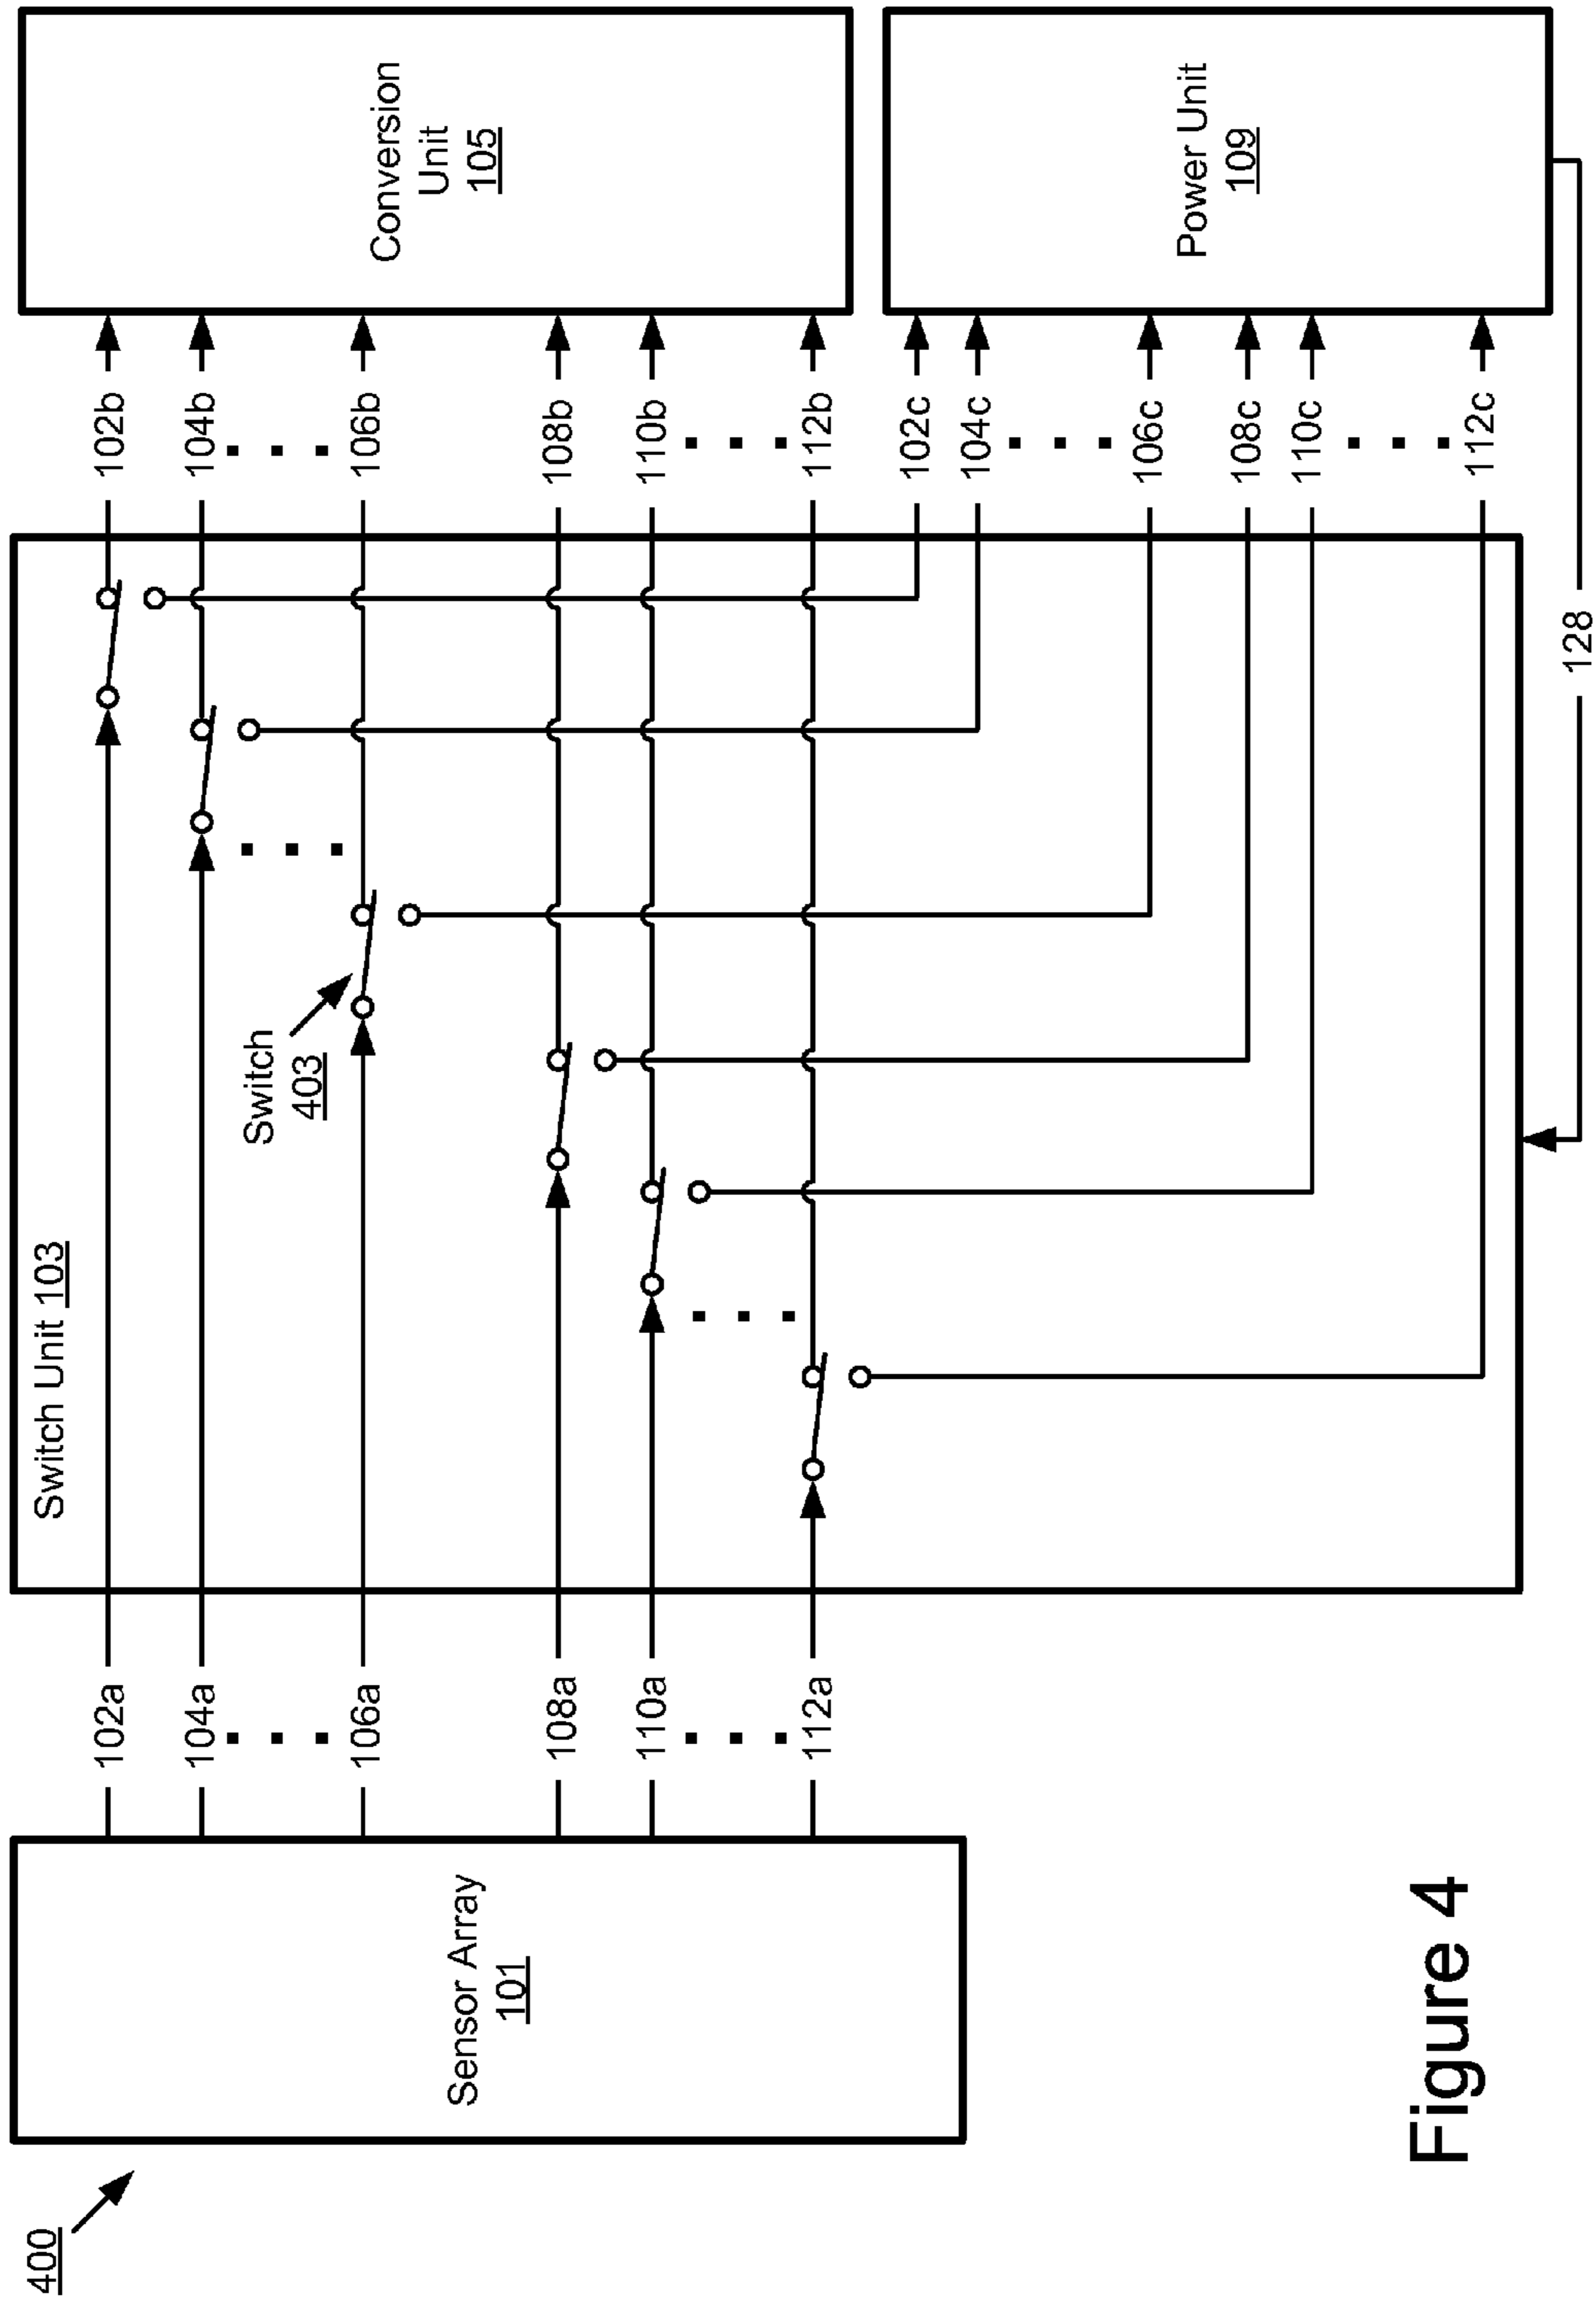 400
Sensor Array
101
102a
104a
106a
108a
110a
112a
Switch Unit 103
Switch
403
102b
104b
106b
108b
110b
112b
102c
104c
106c
108c
110c
112c
Conversion
Unit
105
Power Unit
109
128
Figure 4